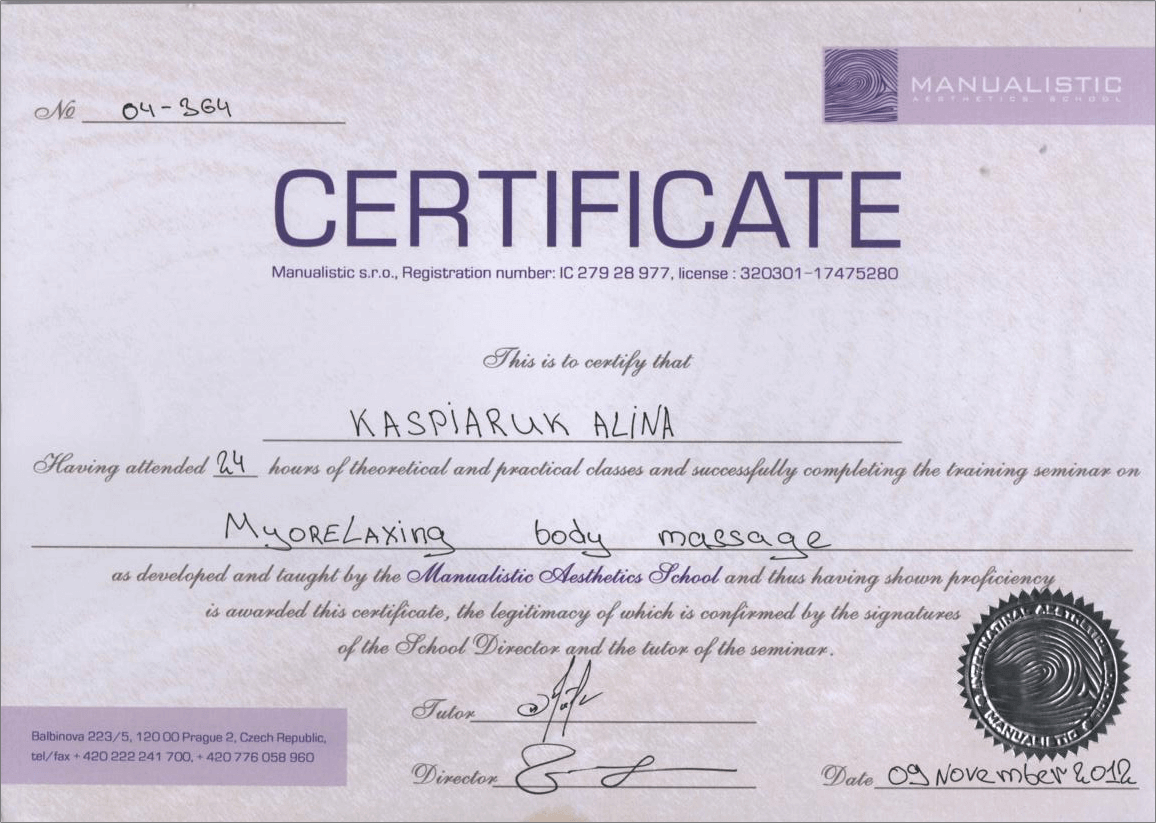 № 04-364
MANUALISTIC
AESTHETICS SCHOOL
CERTIFICATE
Manualistic s.r.o., Registration number: IC 279 28 977, license : 320301-17475280
This is to certify that
KASPIARUK ALINA
Having attended 24 hours of theoretical and practical classes and successfully completing the training seminar on
MyoRELAxing body massage
as developed and taught by the Manualistic Aesthetics School and thus having shown proficiency
is awarded this certificate, the legitimacy of which is confirmed by the signatures
of the School Director and the tutor of the seminar.
Tutor
Balbinova 223/5, 120 00 Prague 2, Czech Republic,
tel/fax + 420 222 241 700, + 420 776 058 960
Director
Date 09 November 2012
MANUALISTIC